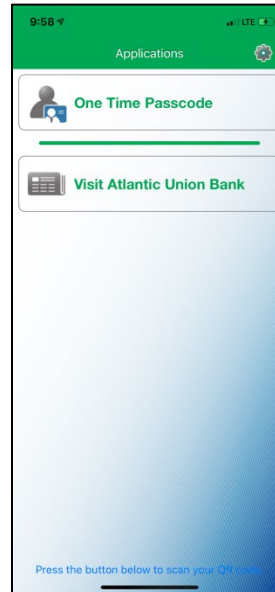 9:58
LTE
Applications
One Time Passcode
Visit Atlantic Union Bank
Press the button below to scan your QR code.